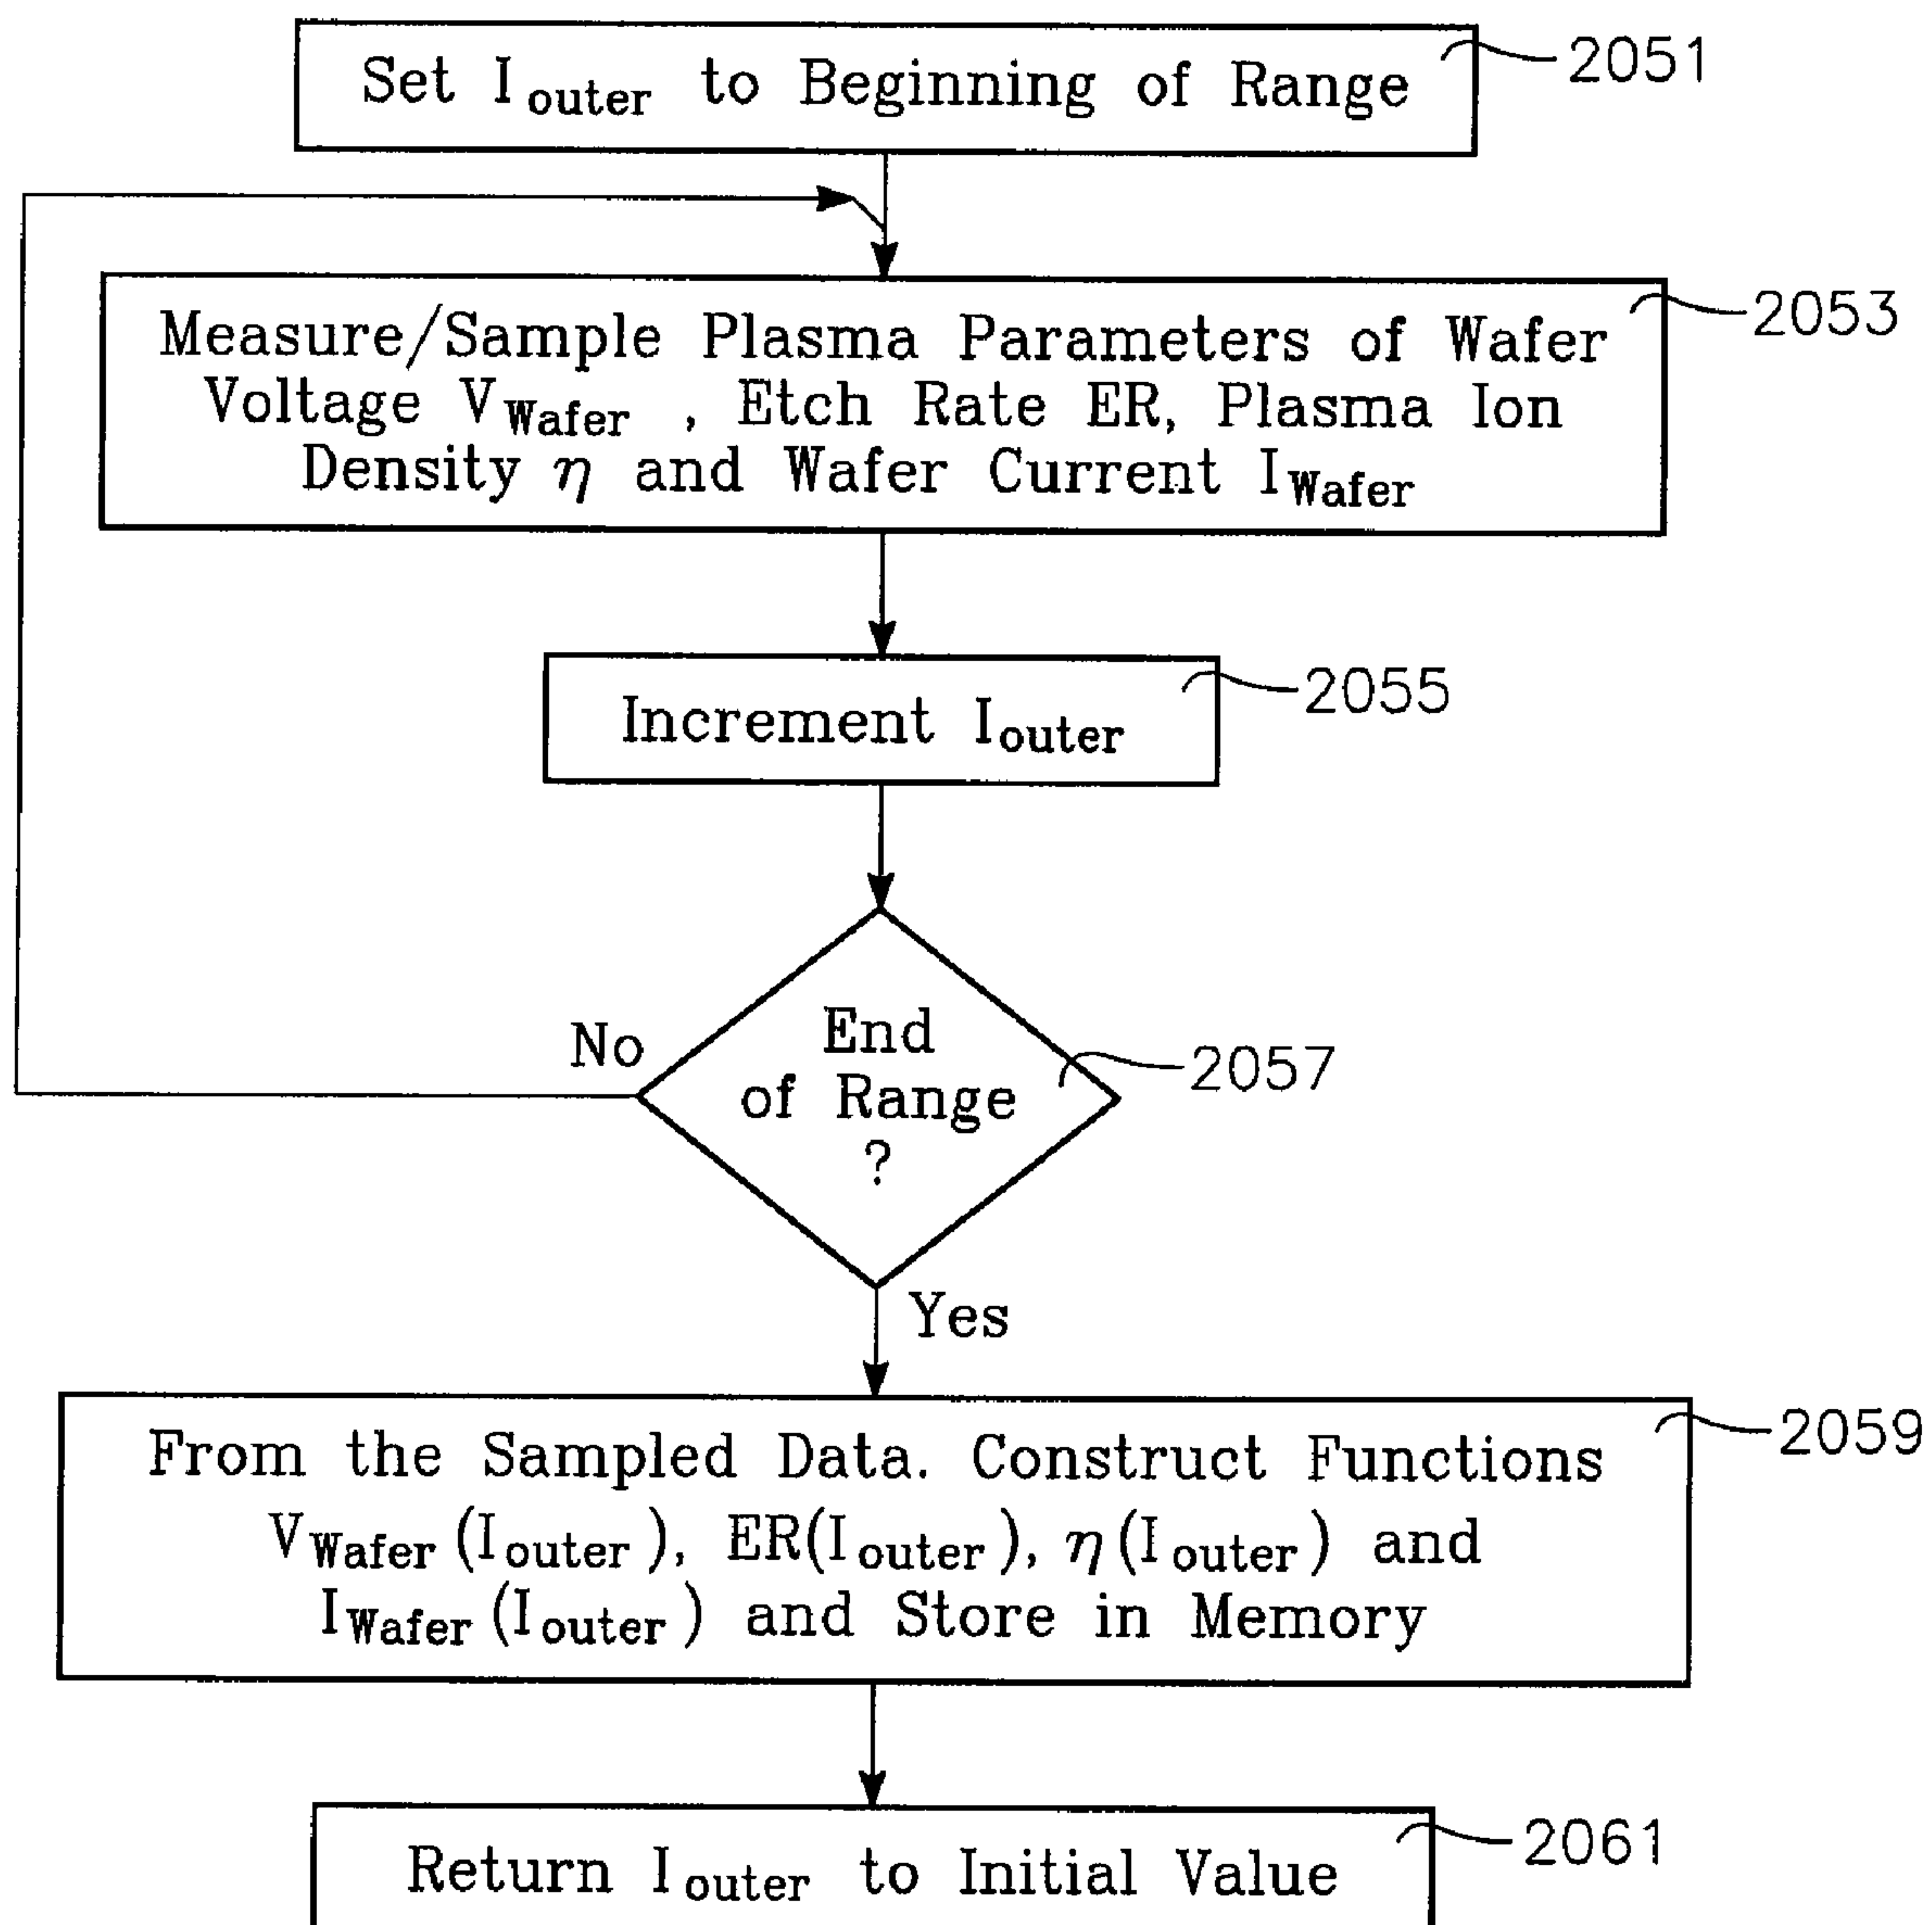 Set I outer to Beginning of Range
2051
Measure/Sample Plasma Parameters of Wafer
Voltage V Wafer , Etch Rate ER, Plasma Ion
Density η and Wafer Current I Wafer
2053
Increment I outer
2055
End
of Range
?
2057
No
Yes
From the Sampled Data. Construct Functions
V Wafer (I outer ), ER(I outer ), η (I outer ) and
I Wafer (I outer ) and Store in Memory
2059
Return I outer to Initial Value
2061